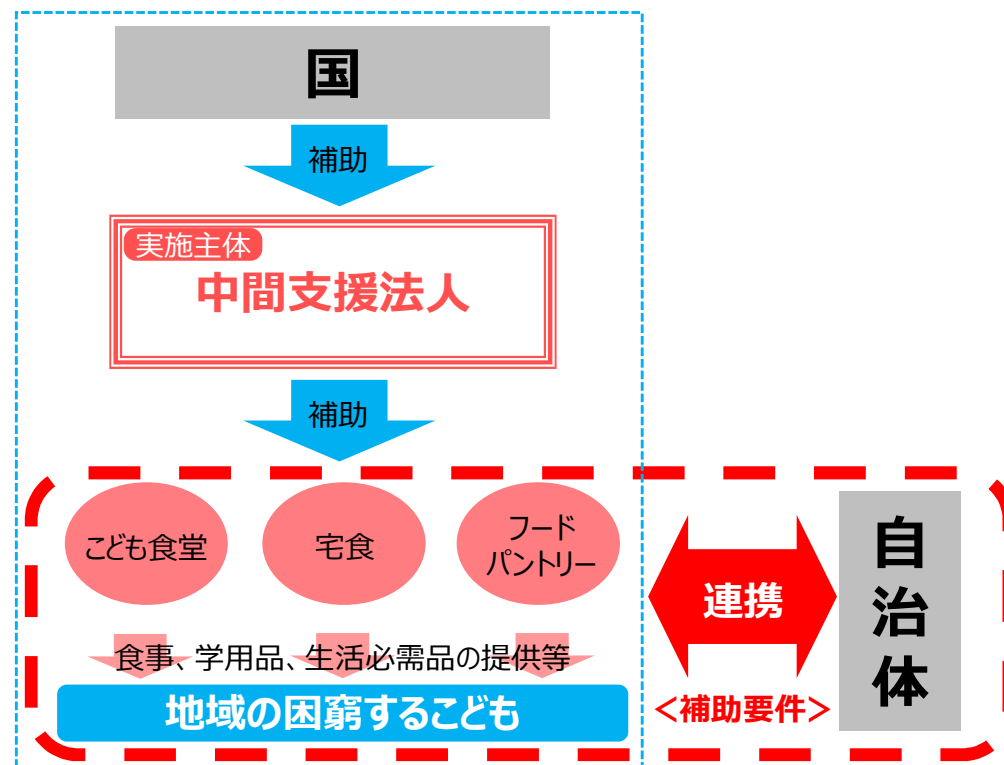 国
補助
実施主体
中間支援法人
補助
こども食堂
宅食
フード
パントリー
食事、学用品、生活必需品の提供等
地域の困窮するこども
連携
<補助要件>
自
治
体